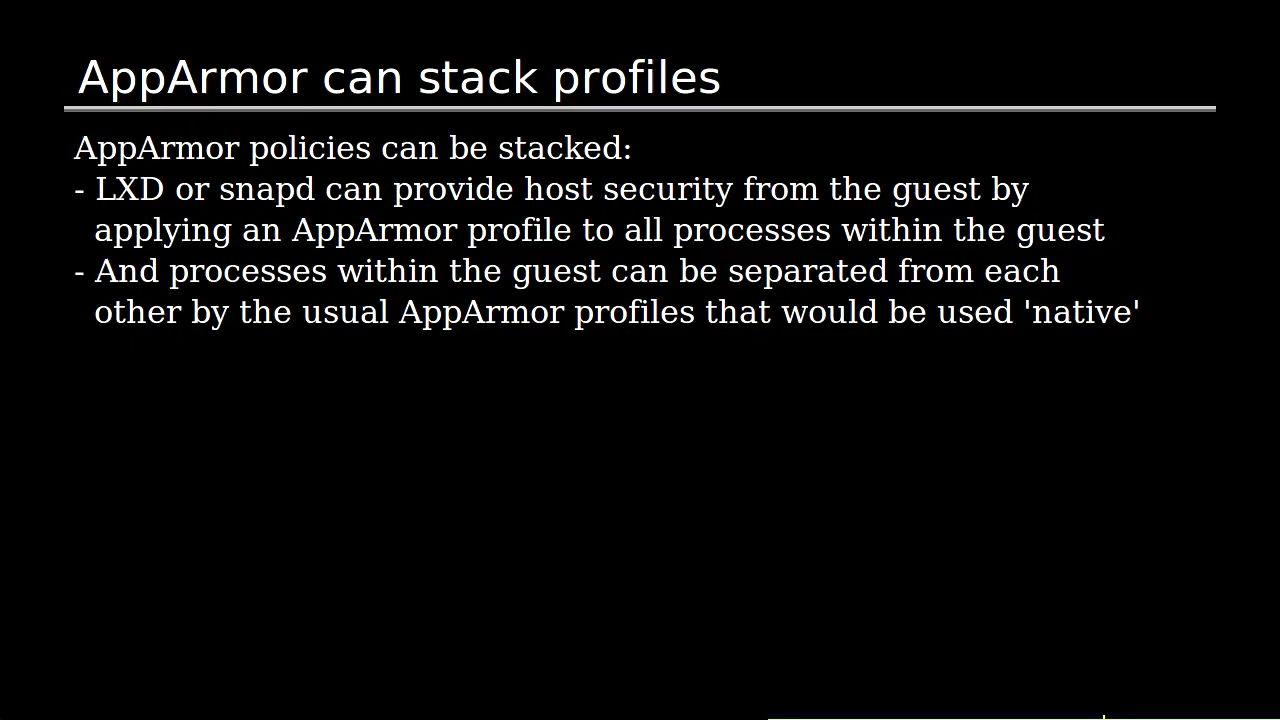 AppArmor can stack profiles
AppArmor policies can be stacked:
- LXD or snapd can provide host security from the guest by
applying an AppArmor profile to all processes within the guest
- And processes within the guest can be separated from each
other by the usual AppArmor profiles that would be used 'native'